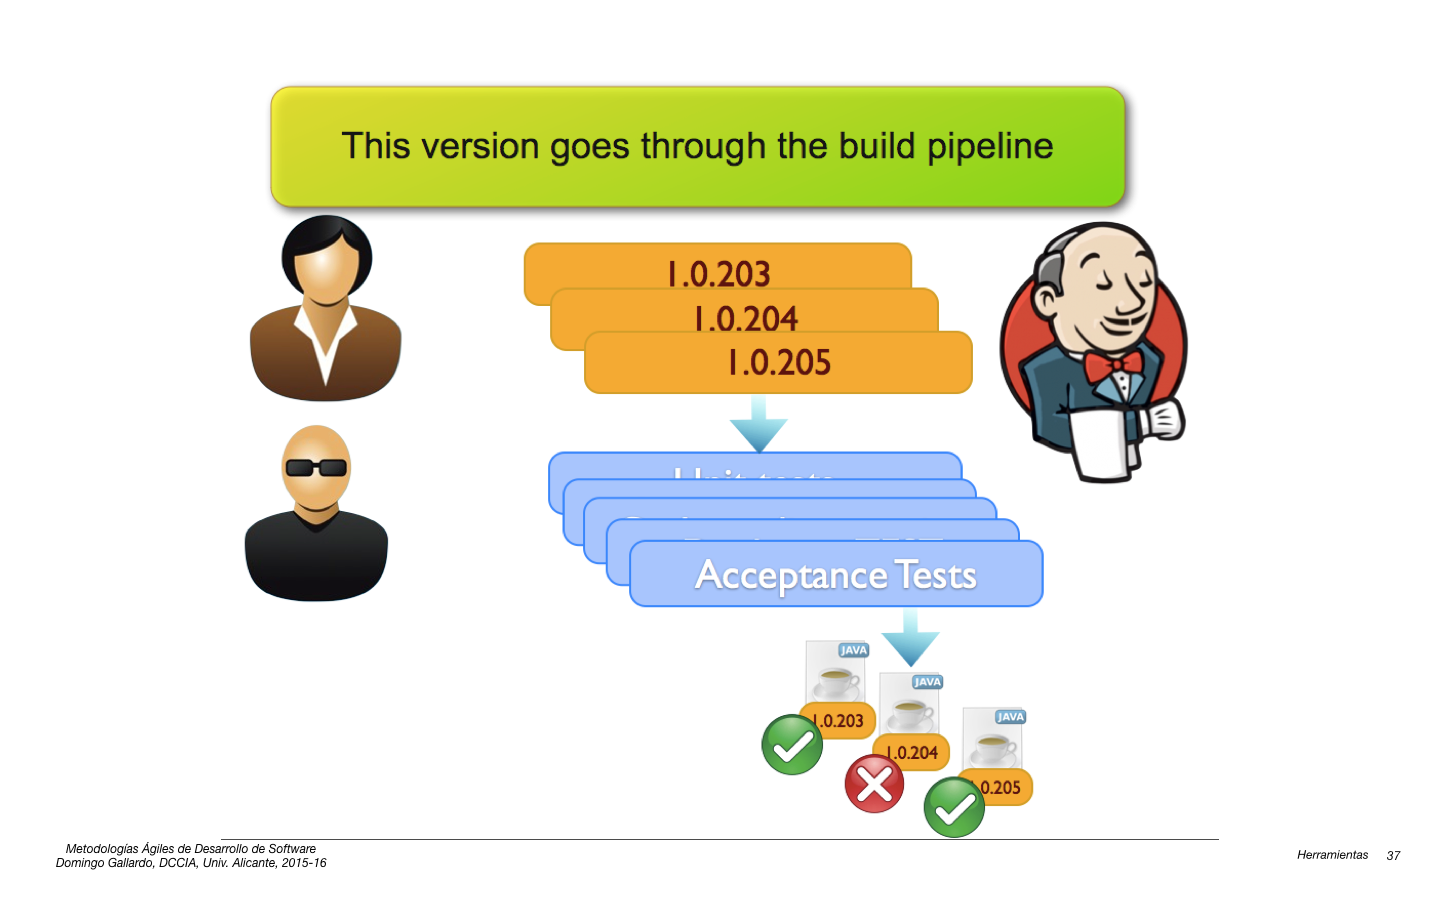 This version goes through the build pipeline
1.0.203
1.0.204
1.0.205
Unit tests
Acceptance Tests
JAVA
1.0.203
JAVA
1.0.204
JAVA
1.0.205
Metodologías Ágiles de Desarrollo de Software
Domingo Gallardo, DCCIA, Univ. Alicante, 2015-16
Herramientas 37